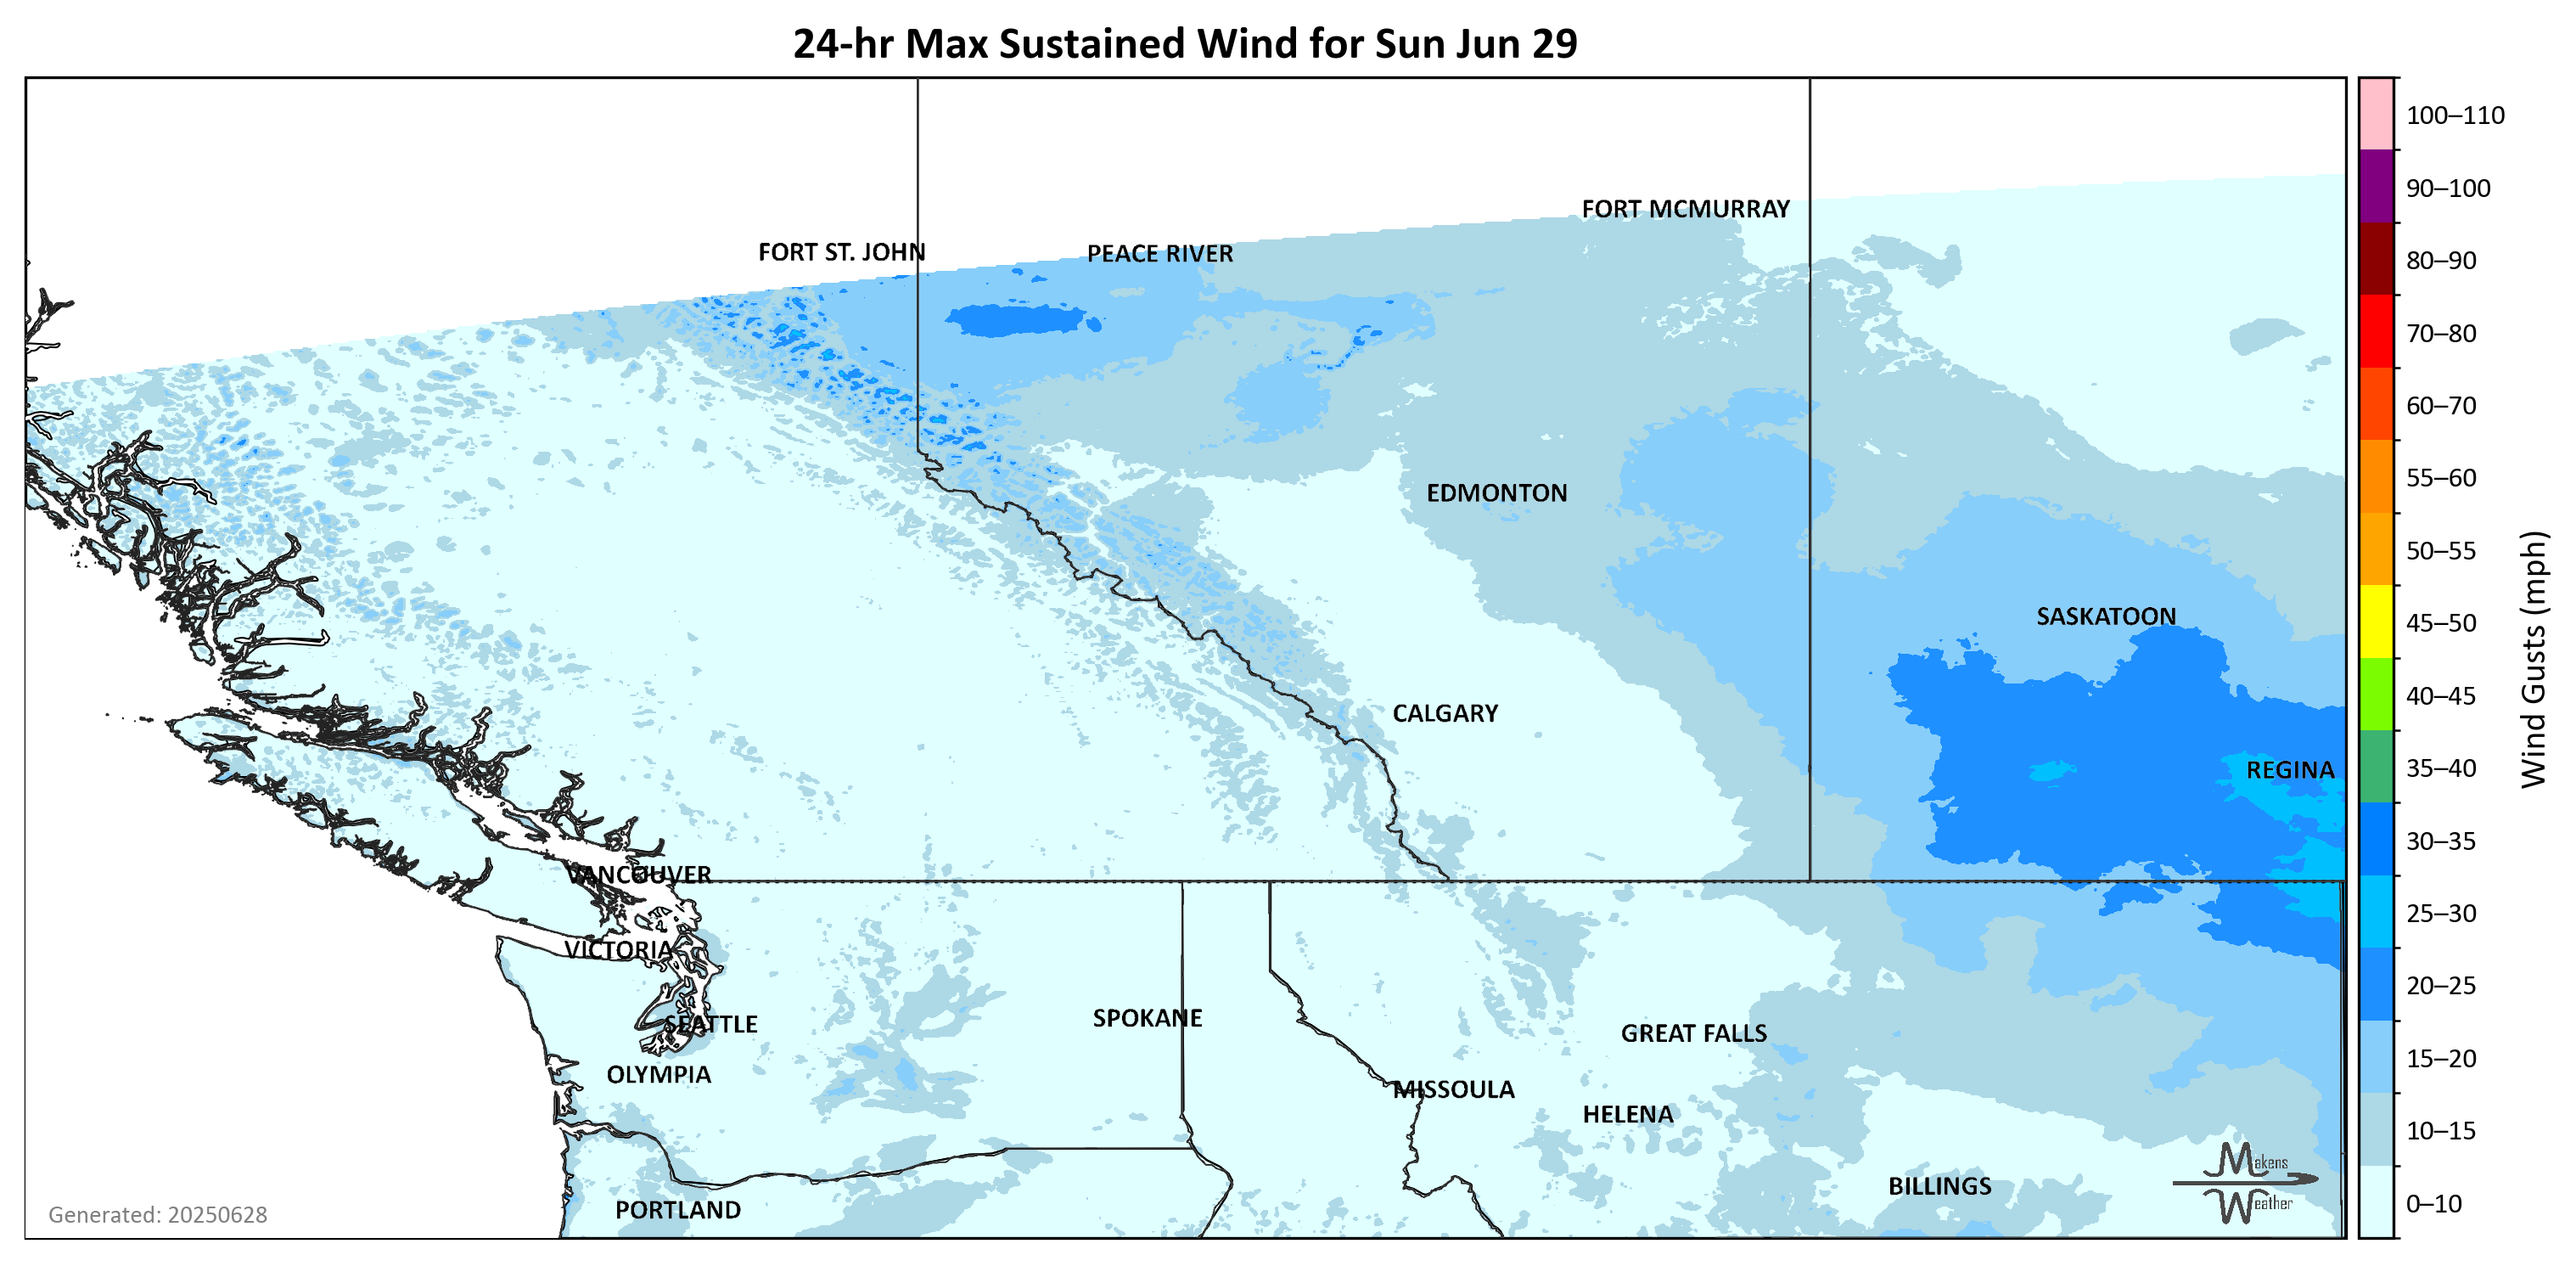 24-hr Max Sustained Wind for Sun Jun 29
100–110
90–100
80–90
70–80
60–70
55–60
50–55
45–50
40–45
35–40
30–35
25–30
20–25
15–20
10–15
0–10
Wind Gusts (mph)
FORT MCMURRAY
FORT ST. JOHN
PEACE RIVER
EDMONTON
SASKATOON
CALGARY
REGINA
VANCOUVER
VICTORIA
SEATTLE
SPOKANE
GREAT FALLS
OLYMPIA
MISSOULA
HELENA
BILLINGS
PORTLAND
Makens
Weather
Generated: 20250628